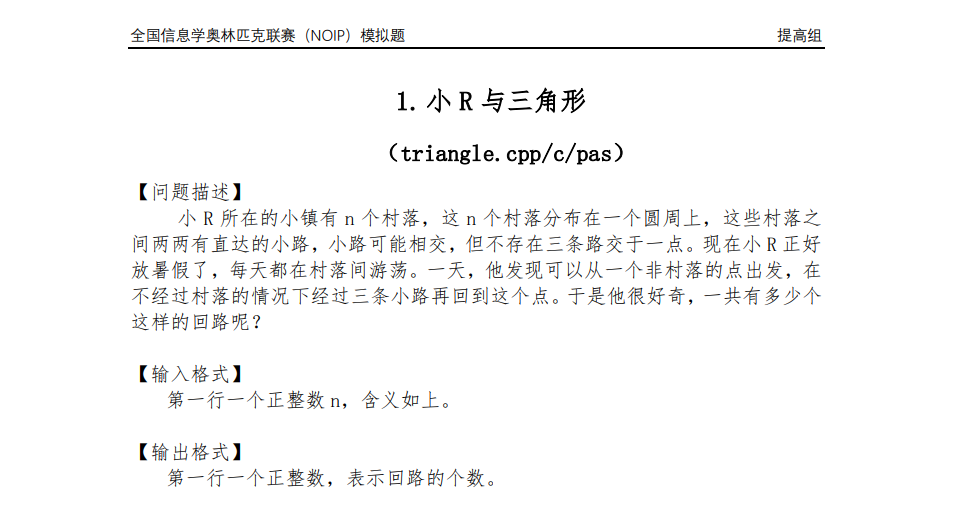 全国信息学奥林匹克联赛（NOIP）模拟题 提高组
1.小 R 与三角形
（triangle.cpp/c/pas）
【问题描述】
小 R 所在的小镇有 n 个村落，这 n 个村落分布在一个圆周上，这些村落之
间两两有直达的小路，小路可能相交，但不存在三条路交于一点。现在小 R 正好
放暑假了，每天都在村落间游荡。一天，他发现可以从一个非村落的点出发，在
不经过村落的情况下经过三条小路再回到这个点。于是他很好奇，一共有多少个
这样的回路呢？
【输入格式】
第一行一个正整数 n，含义如上。
【输出格式】
第一行一个正整数，表示回路的个数。